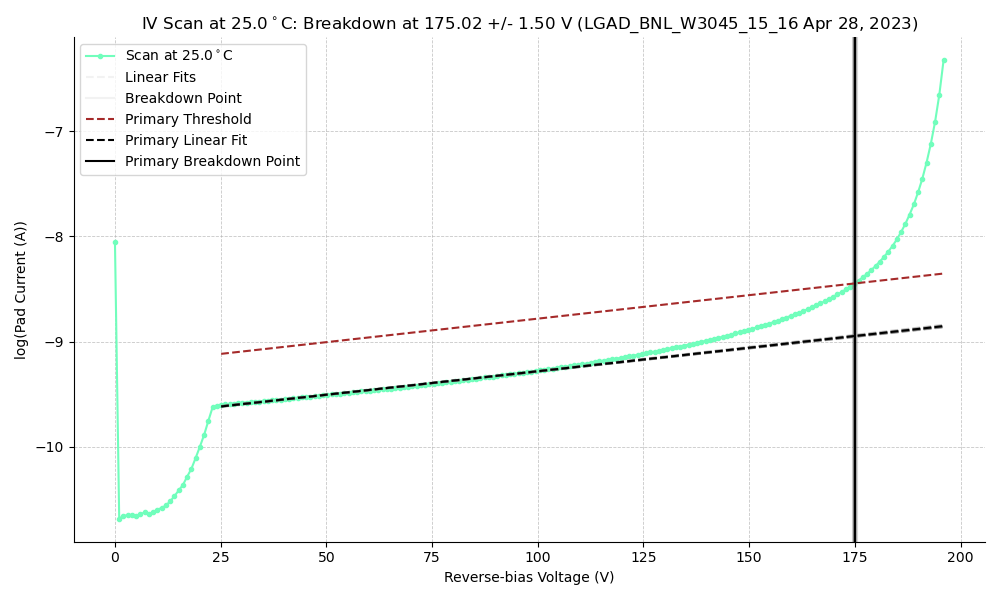 IV Scan at 25.0°C: Breakdown at 175.02 +/- 1.50 V (LGAD_BNL_W3045_15_16 Apr 28, 2023)
Scan at 25.0°C
Linear Fits
Breakdown Point
Primary Threshold
Primary Linear Fit
Primary Breakdown Point
log(Pad Current (A))
−7
−8
−9
−10
0 25 50 75 100 125 150 175 200
Reverse-bias Voltage (V)